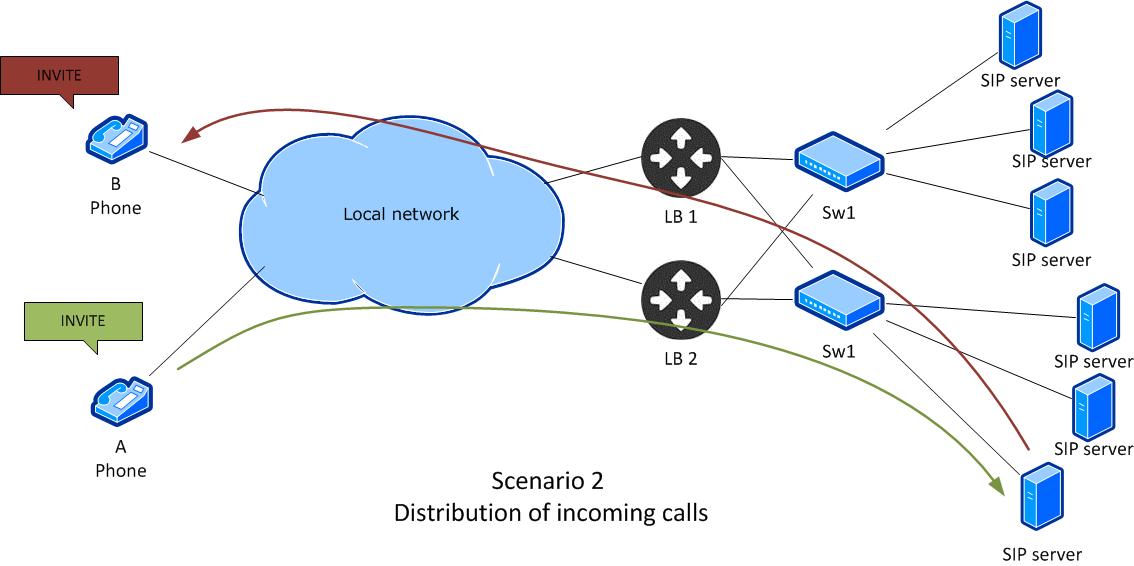 SIP server
INVITE
SIP server
B
Phone
Local network
LB 1
Sw1
SIP server
INVITE
LB 2
Sw1
SIP server
A
Phone
SIP server
Scenario 2
Distribution of incoming calls
SIP server